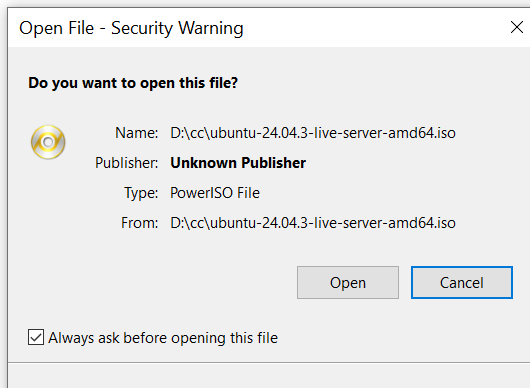 Open File - Security Warning
Do you want to open this file?
Name: D:\cc\ubuntu-24.04.3-live-server-amd64.iso
Publisher: Unknown Publisher
Type: PowerISO File
From: D:\cc\ubuntu-24.04.3-live-server-amd64.iso
Open Cancel
Always ask before opening this file